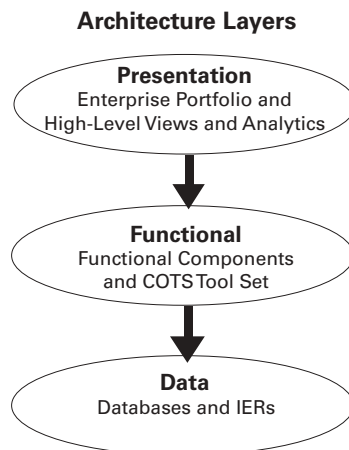 Architecture Layers
Presentation
Enterprise Portfolio and
High-Level Views and Analytics
Functional
Functional Components
and COTS Tool Set
Data
Databases and IERs